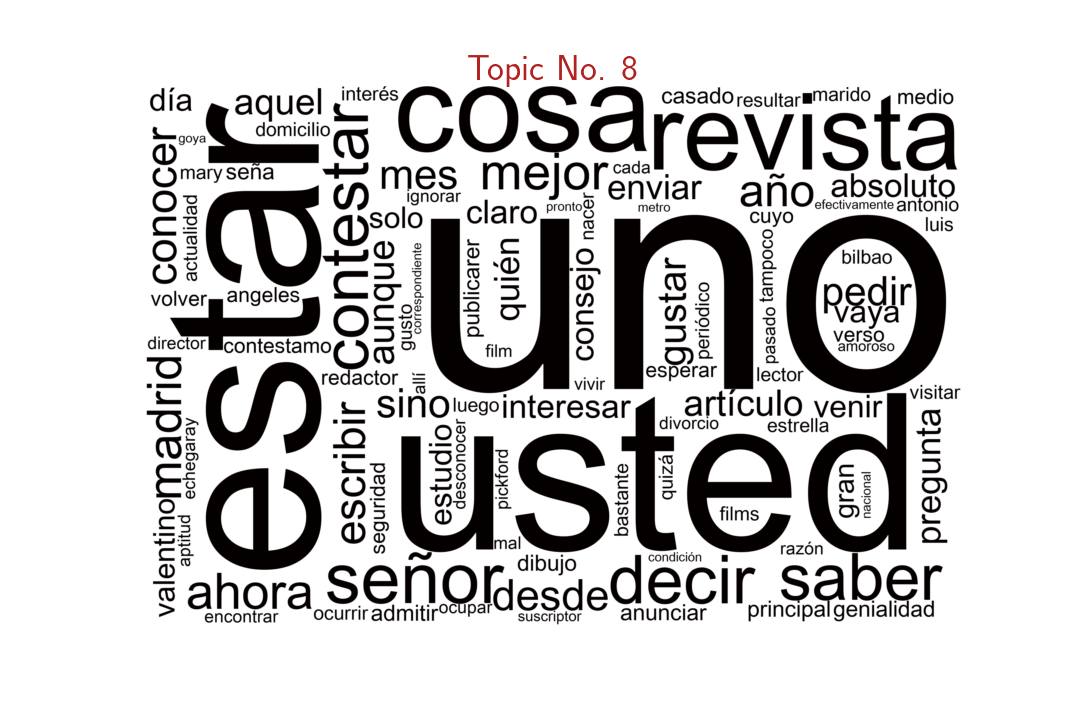 Topic No. 8
día
aquel
interés
cosa
casado
resultar
marido
medio
goya
domicilio
revista
conocer
estar
contestar
mary
seña
mes
mejor
cada
enviar
año
absoluto
ignorar
solo
claro
pronto
nacer
metro
cuyo
efectivamente
antonio
luis
actualidad
uno
aunque
correspondiente
publicarer
quién
consejo
gustar
periódico
tampoco
bilbao
pedir
vaya
verso
amoroso
volver
angeles
gusto
film
pasado
director
contestamo
redactor
allí
vivir
esperar
lector
visitar
madrid
sino
luego
interesar
artículo
venir
echegaray
escribir
usted
divorcio
estrella
estudio
desconocer
pickford
bastante
quizá
gran
nacional
pregunta
valentino
aptitud
seguridad
films
mal
dibujo
condición
razón
ahora
señor
desde
decir
saber
encontrar
ocurrir
admitir
ocupar
suscriptor
anunciar
principal
genialidad